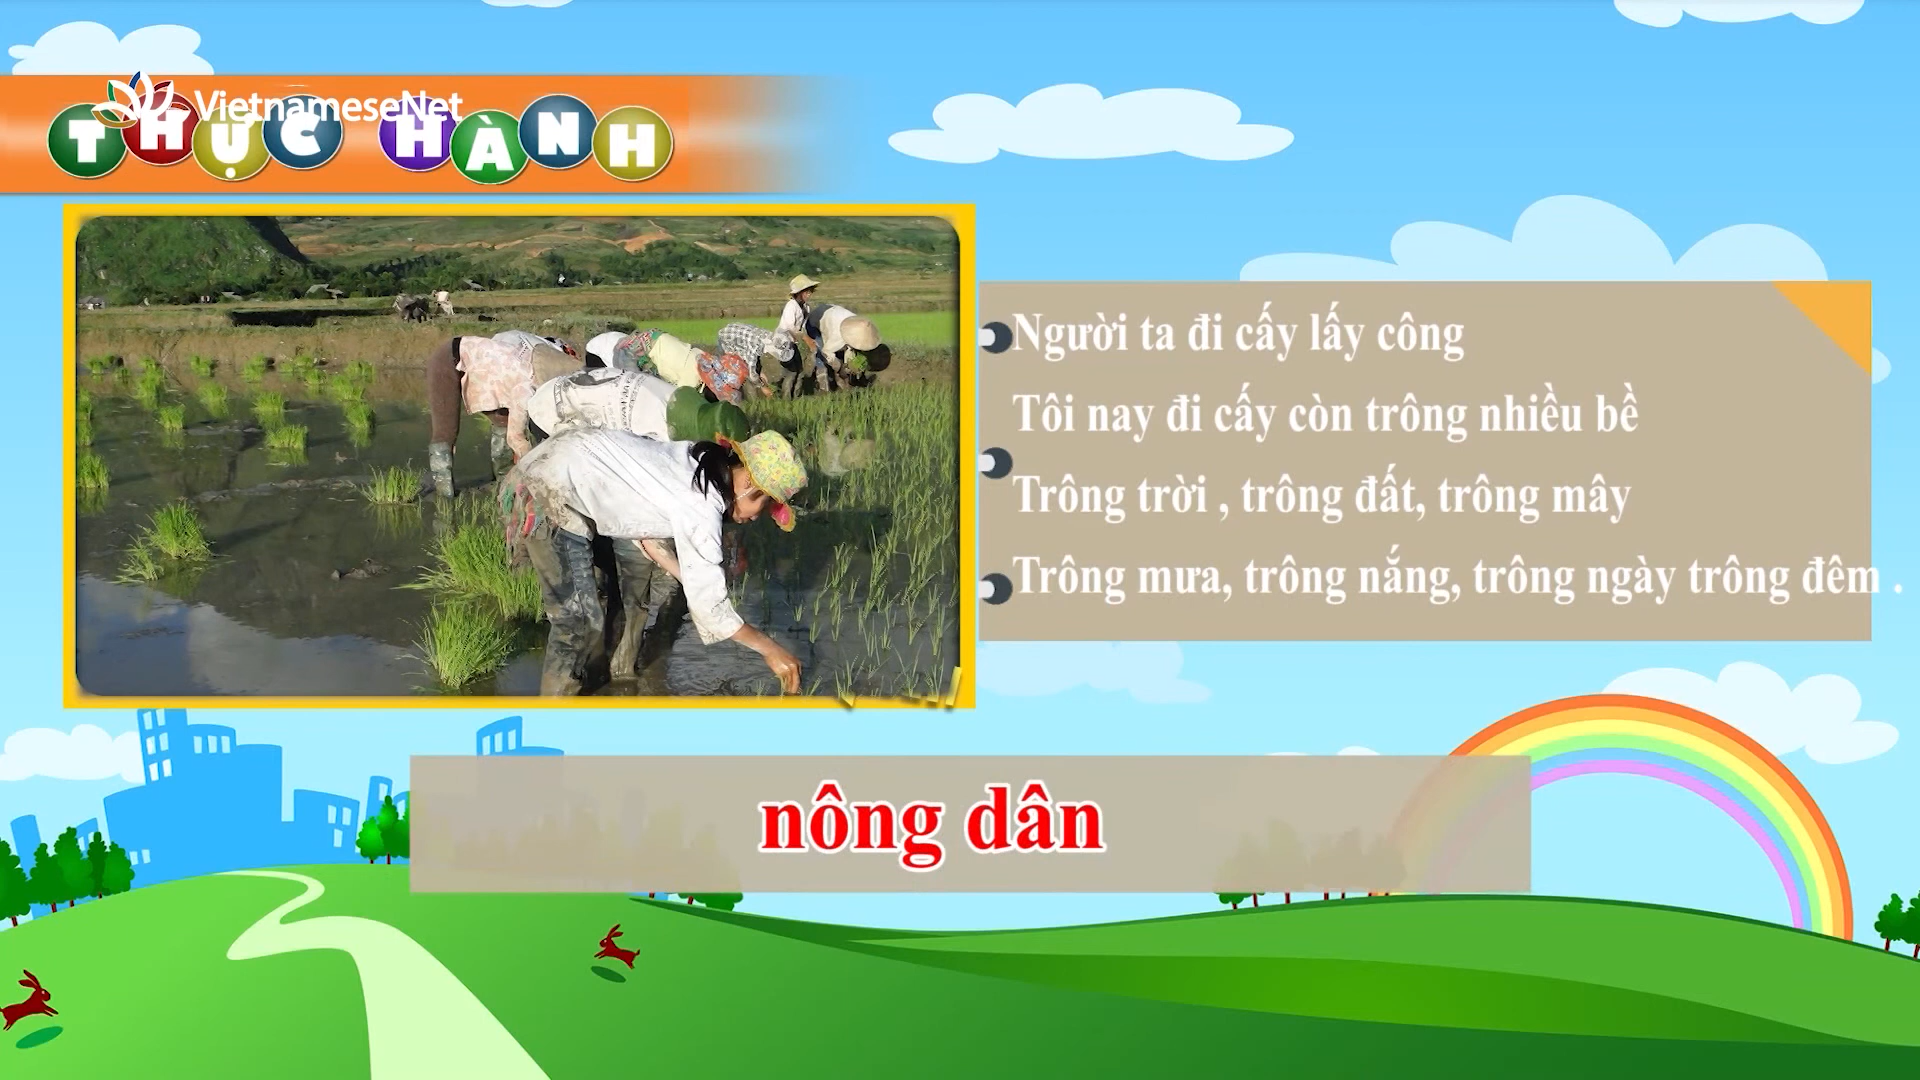 VietnameseNet
THỰC HÀNH
Người ta đi cấy lấy công
Tôi nay đi cấy còn trông nhiều bề
Trông trời , trông đất, trông mây
Trông mưa, trông nắng, trông ngày trông đêm .
nông dân